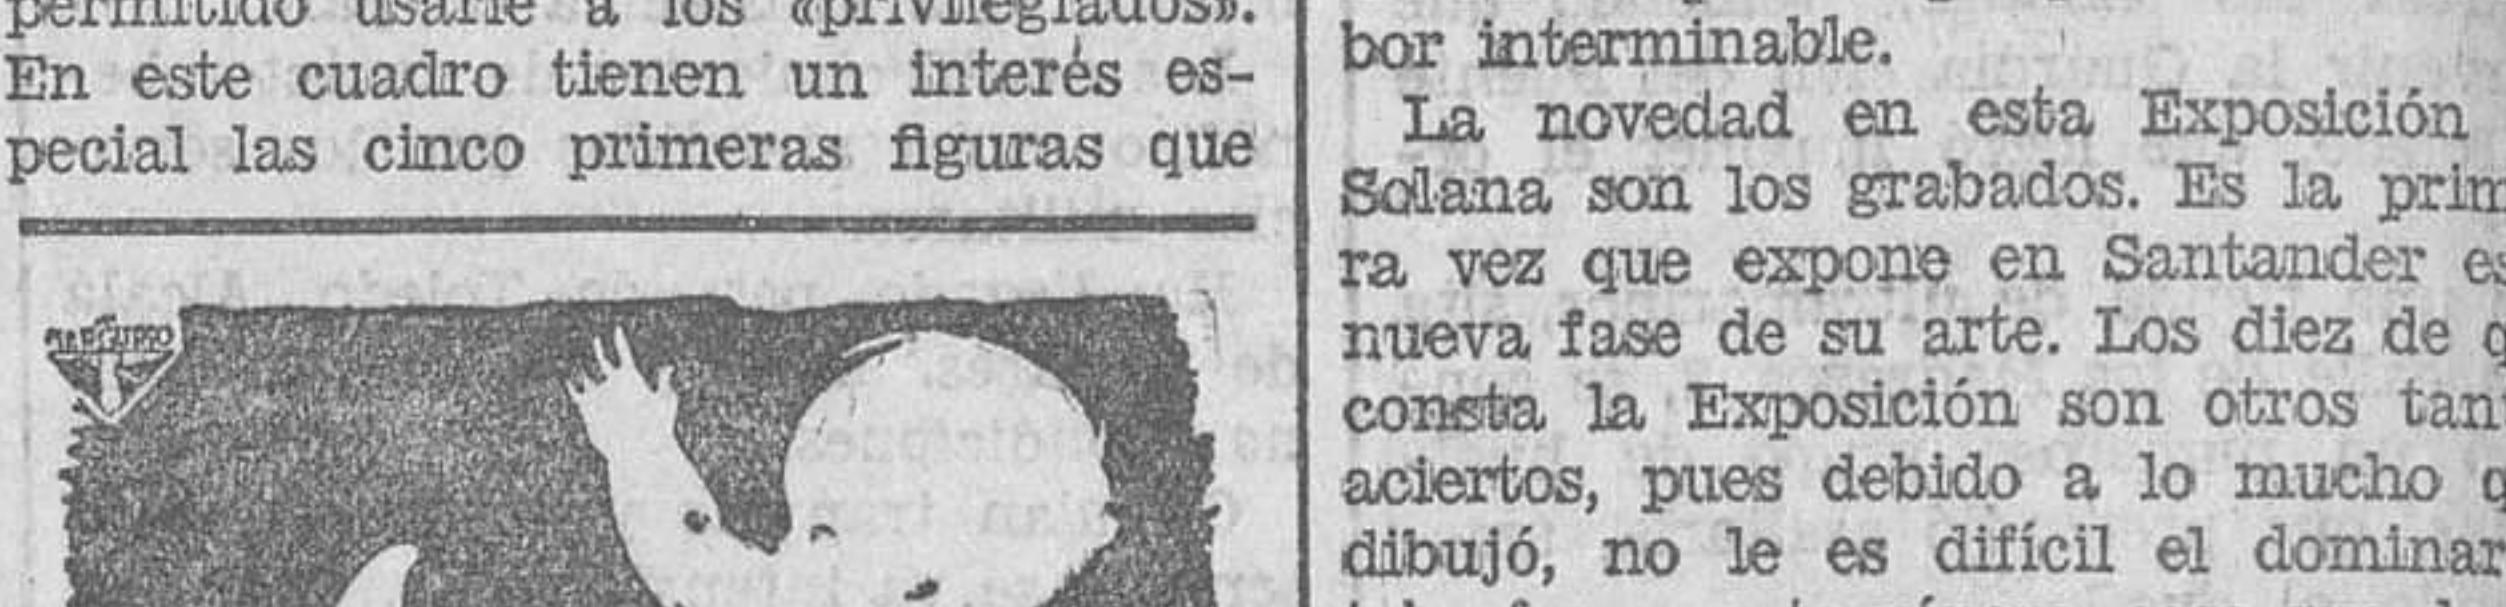 permitido usarle a los «privilegiados».
En este cuadro tienen un interés es-
pecial las cinco primeras figuras que
bor interminable.
La novedad en esta Exposición
Solana son los grabados. Es la prim
ra vez que expone en Santander es
nueva fase de su arte. Los diez de q
consta la Exposición son otros tant
aciertos, pues debido a lo mucho q
dibujó, no le es difícil el dominar